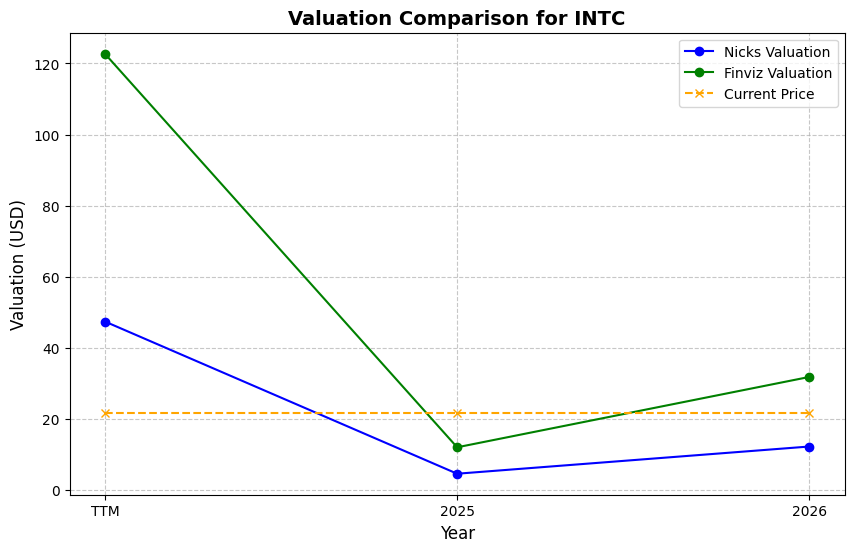 Valuation Comparison for INTC
Nicks Valuation
Finviz Valuation
Current Price
Valuation (USD)
120
100
80
60
40
20
0
TTM
2025
2026
Year